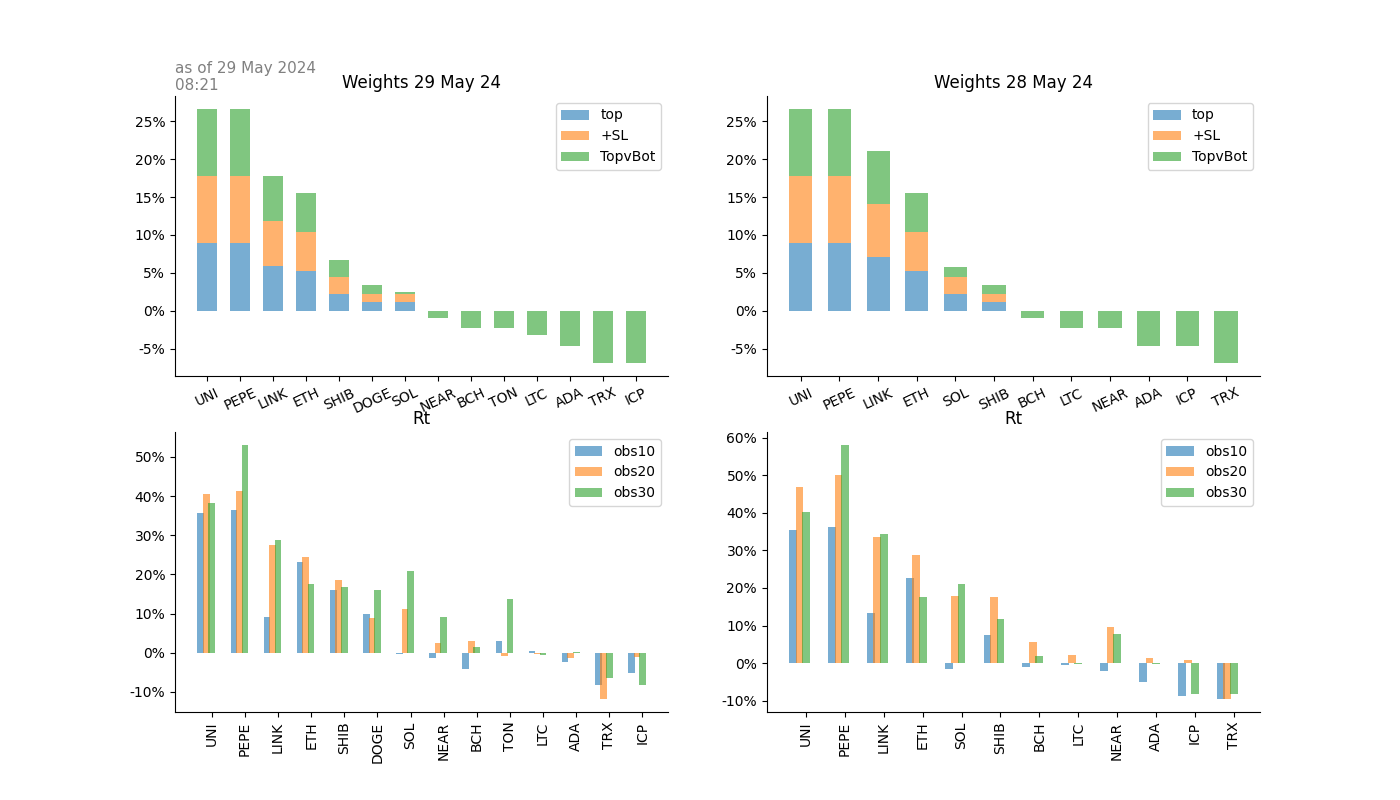 as of 29 May 2024
08:21
Weights 29 May 24
25%
20%
15%
10%
5%
0%
-5%
top
+SL
TopvBot
UNI PEPE LINK ETH SHIB DOGE SOL NEAR BCH TON LTC ADA TRX ICP
Weights 28 May 24
25%
20%
15%
10%
5%
0%
-5%
top
+SL
TopvBot
UNI PEPE LINK ETH SOL SHIB BCH LTC NEAR ADA ICP TRX
Rt
50%
40%
30%
20%
10%
0%
-10%
obs10
obs20
obs30
UNI PEPE LINK ETH SHIB DOGE SOL NEAR BCH TON LTC ADA TRX ICP
Rt
60%
50%
40%
30%
20%
10%
0%
-10%
obs10
obs20
obs30
UNI PEPE LINK ETH SOL SHIB BCH LTC NEAR ADA ICP TRX